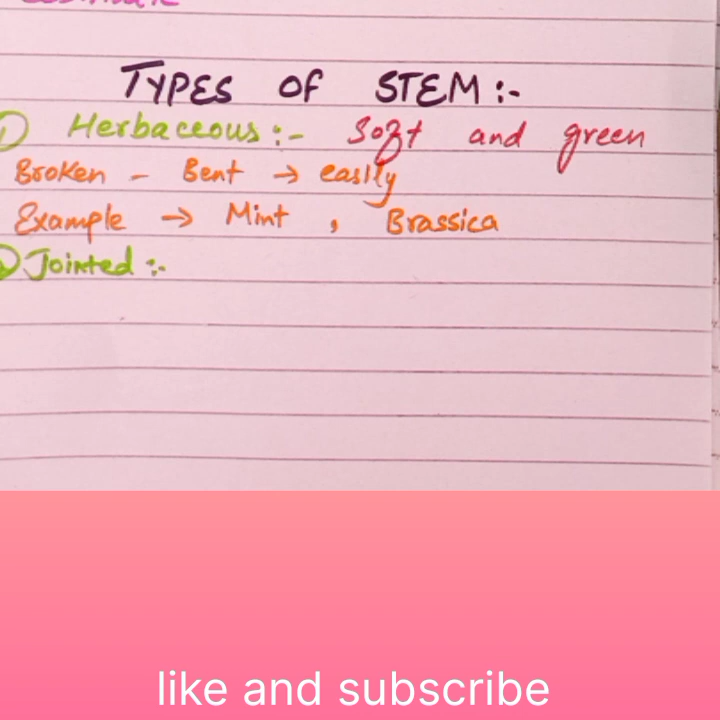 TYPES OF STEM :-
① Herbaceous :- Soft and green
Broken - Bent → easily
Example → Mint , Brassica
② Jointed :-
like and subscribe